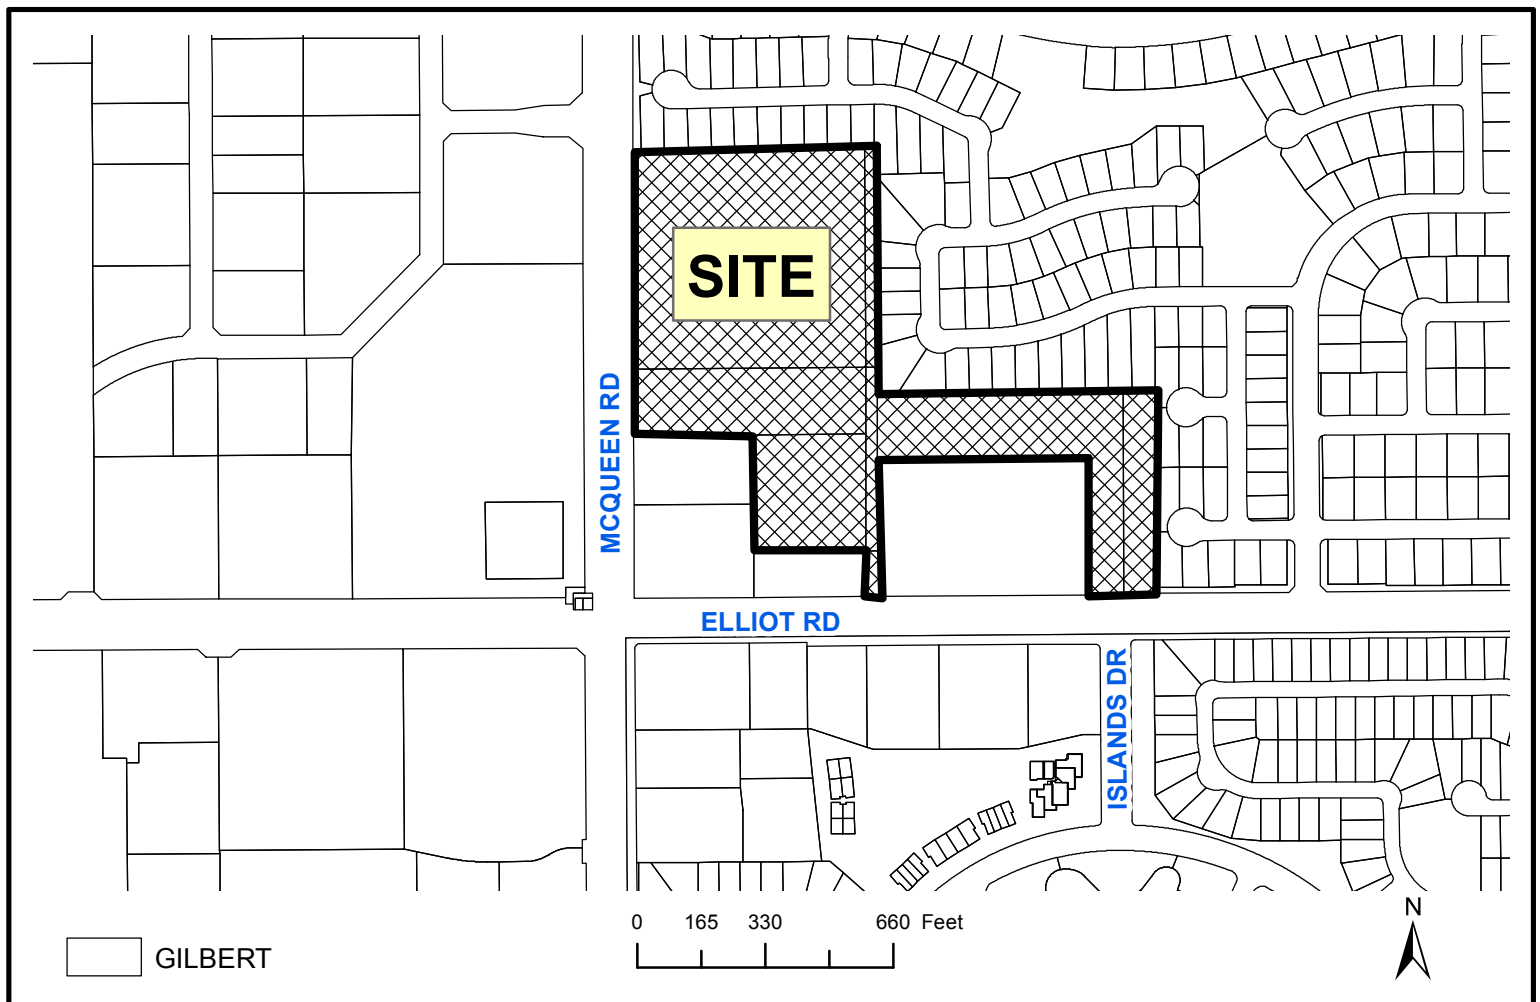 SITE
MCQUEEN RD
ELLIOT RD
ISLANDS DR
0 165 330 660 Feet
N
GILBERT